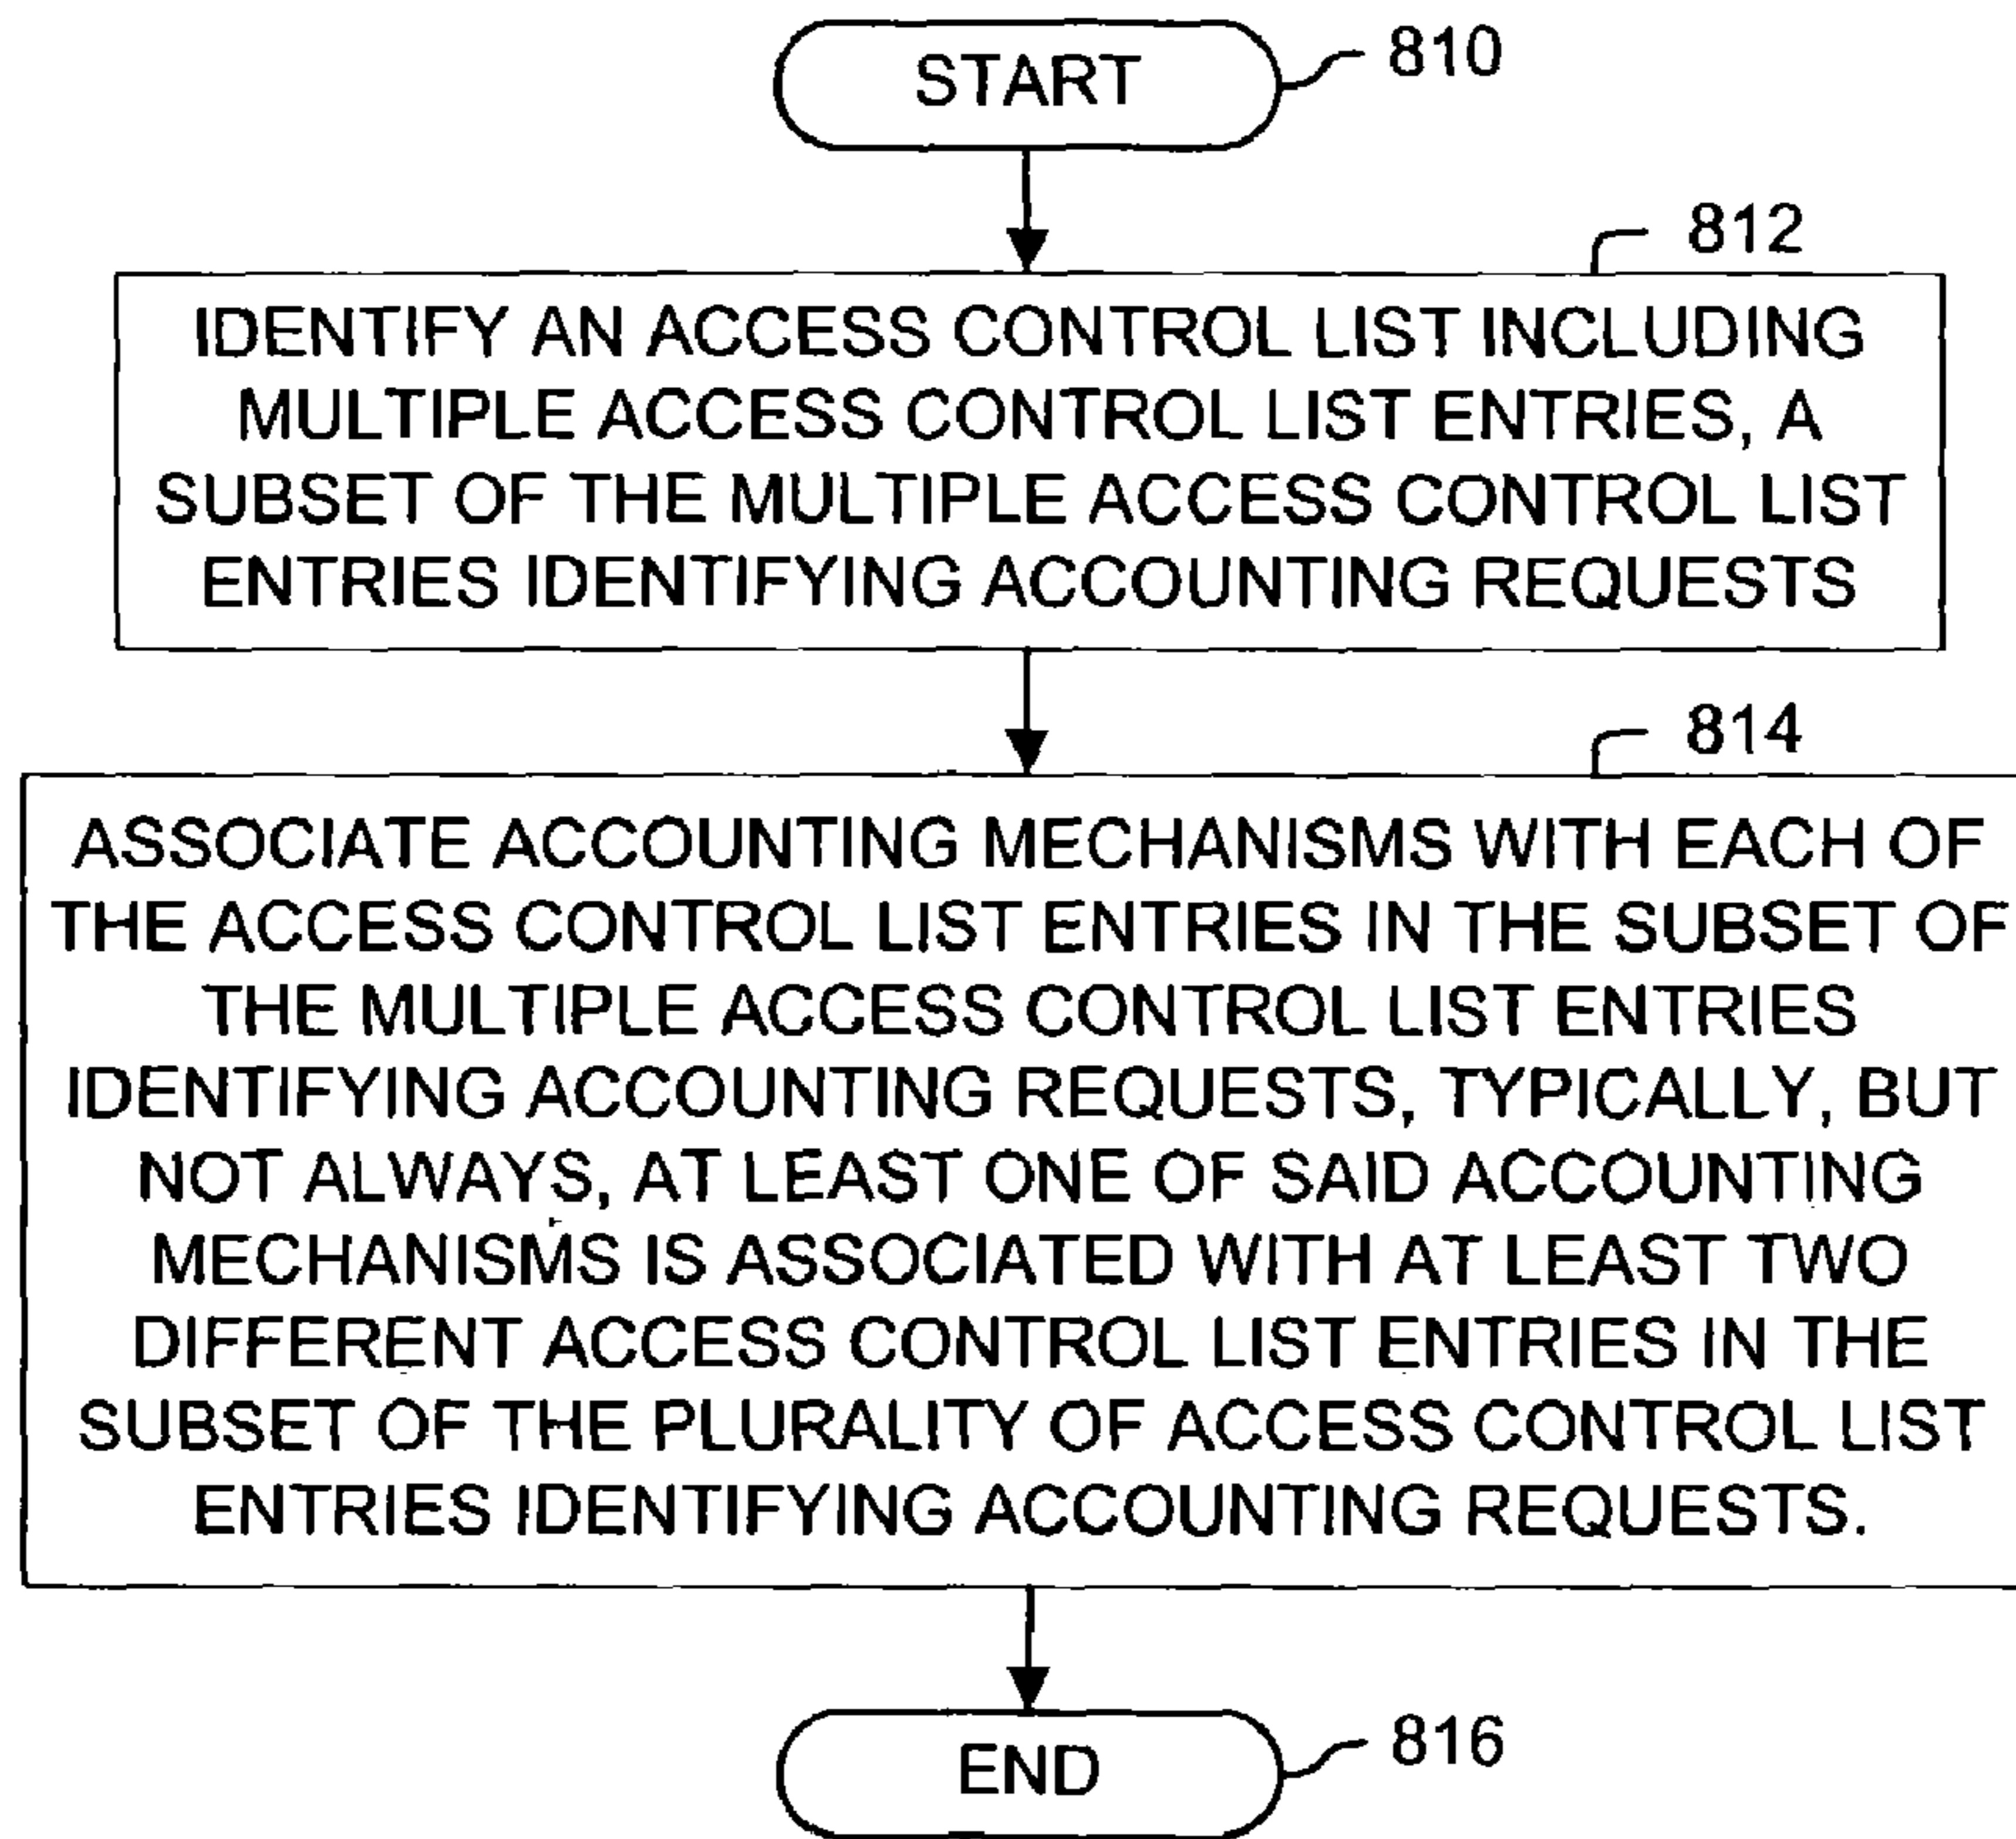 START
810
812
IDENTIFY AN ACCESS CONTROL LIST INCLUDING
MULTIPLE ACCESS CONTROL LIST ENTRIES, A
SUBSET OF THE MULTIPLE ACCESS CONTROL LIST
ENTRIES IDENTIFYING ACCOUNTING REQUESTS
814
ASSOCIATE ACCOUNTING MECHANISMS WITH EACH OF
THE ACCESS CONTROL LIST ENTRIES IN THE SUBSET OF
THE MULTIPLE ACCESS CONTROL LIST ENTRIES
IDENTIFYING ACCOUNTING REQUESTS, TYPICALLY, BUT
NOT ALWAYS, AT LEAST ONE OF SAID ACCOUNTING
MECHANISMS IS ASSOCIATED WITH AT LEAST TWO
DIFFERENT ACCESS CONTROL LIST ENTRIES IN THE
SUBSET OF THE PLURALITY OF ACCESS CONTROL LIST
ENTRIES IDENTIFYING ACCOUNTING REQUESTS.
END
816